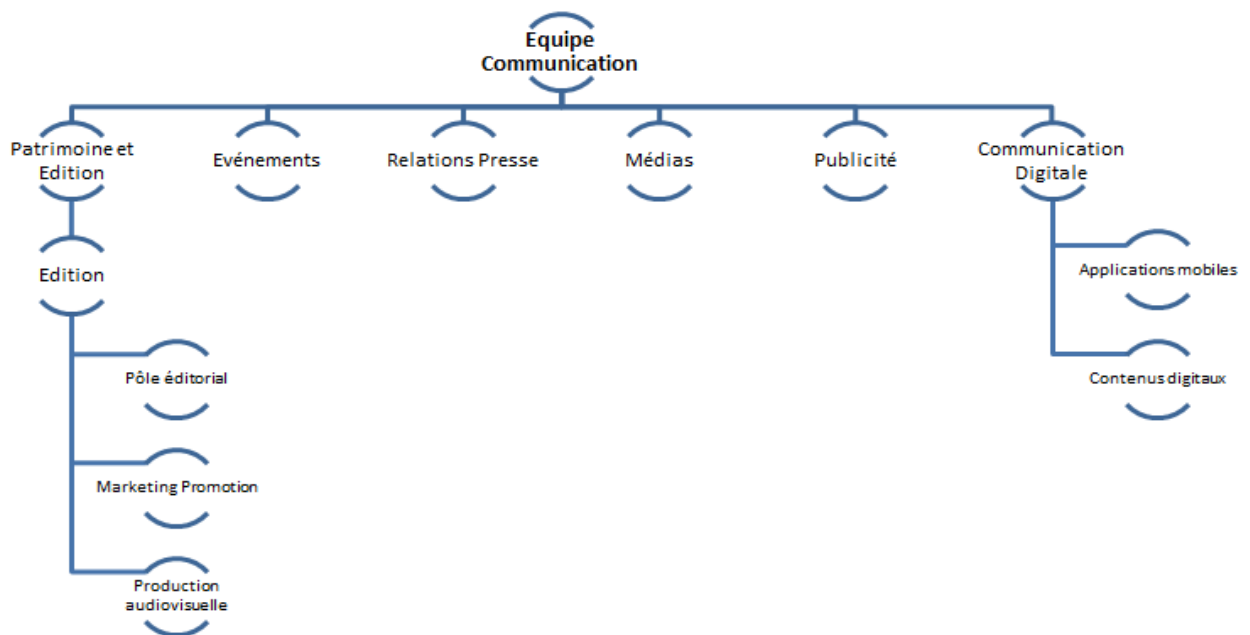 Equipe
Communication
Patrimoine et
Edition
Evénements
Relations Presse
Médias
Publicité
Communication
Digitale
Edition
Applications mobiles
Pôle éditorial
Contenus digitaux
Marketing Promotion
Production
audiovisuelle